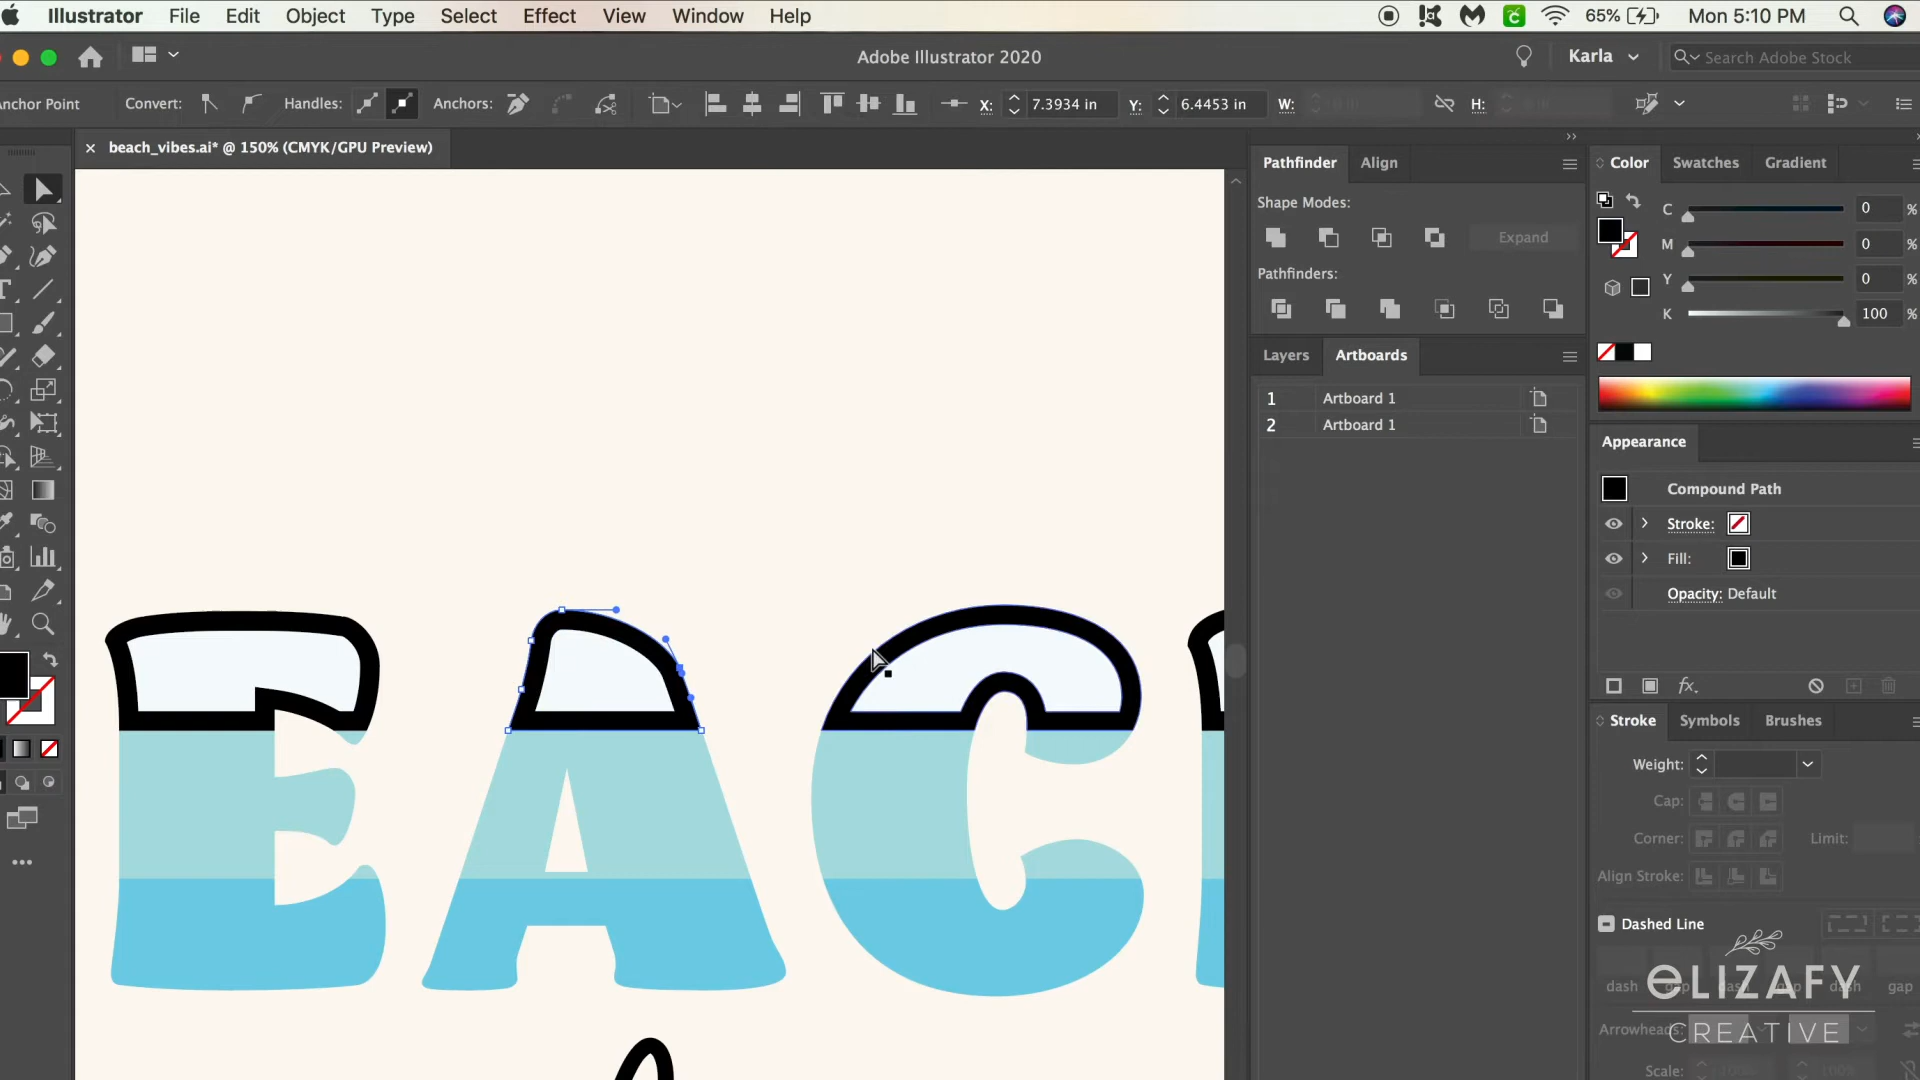 Illustrator File Edit Object Type Select Effect View Window Help 65% Mon 5:10 PM
Adobe Illustrator 2020 Karla Search Adobe Stock
Anchor Point Convert: Handles: Anchors: X: 7.3934 in Y: 6.4453 in W: H:
× beach_vibes.ai* @ 150% (CMYK/GPU Preview)
Pathfinder Align
Shape Modes:
Expand
Pathfinders:
Layers Artboards
1 Artboard 1
2 Artboard 1
Color Swatches Gradient
C 0 %
M 0 %
Y 0 %
K 100 %
Appearance
Compound Path
Stroke:
Fill:
Opacity: Default
fx.
Stroke Symbols Brushes
Weight:
Cap:
Corner: Limit:
Align Stroke:
Dashed Line
dash gap dash gap dash gap
Arrowheads:
Scale:
EAC
eLIZAFY
CREATIVE